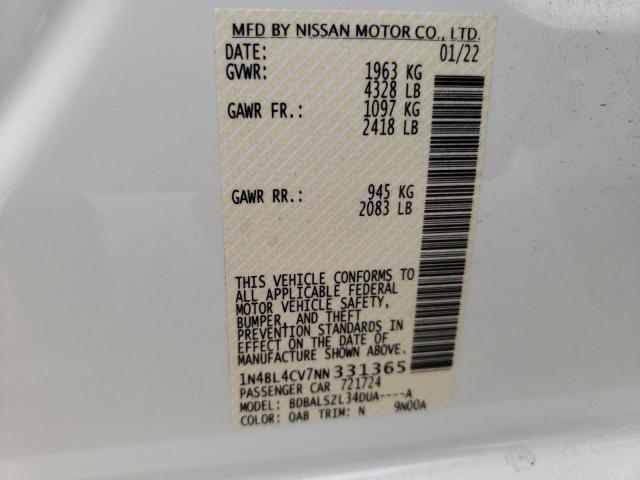 MFD BY NISSAN MOTOR CO., LTD.
DATE: 01/22
GVWR: 1963 KG
4328 LB
GAWR FR.: 1097 KG
2418 LB
GAWR RR.: 945 KG
2083 LB
THIS VEHICLE CONFORMS TO
ALL APPLICABLE FEDERAL
MOTOR VEHICLE SAFETY,
BUMPER, AND THEFT
PREVENTION STANDARDS IN
EFFECT ON THE DATE OF
MANUFACTURE SHOWN ABOVE.
1N4BL4CV7NN331365
PASSENGER CAR 721724
MODEL: BDBALSZL34DUA----A
COLOR: QAB TRIM: N 9N00A